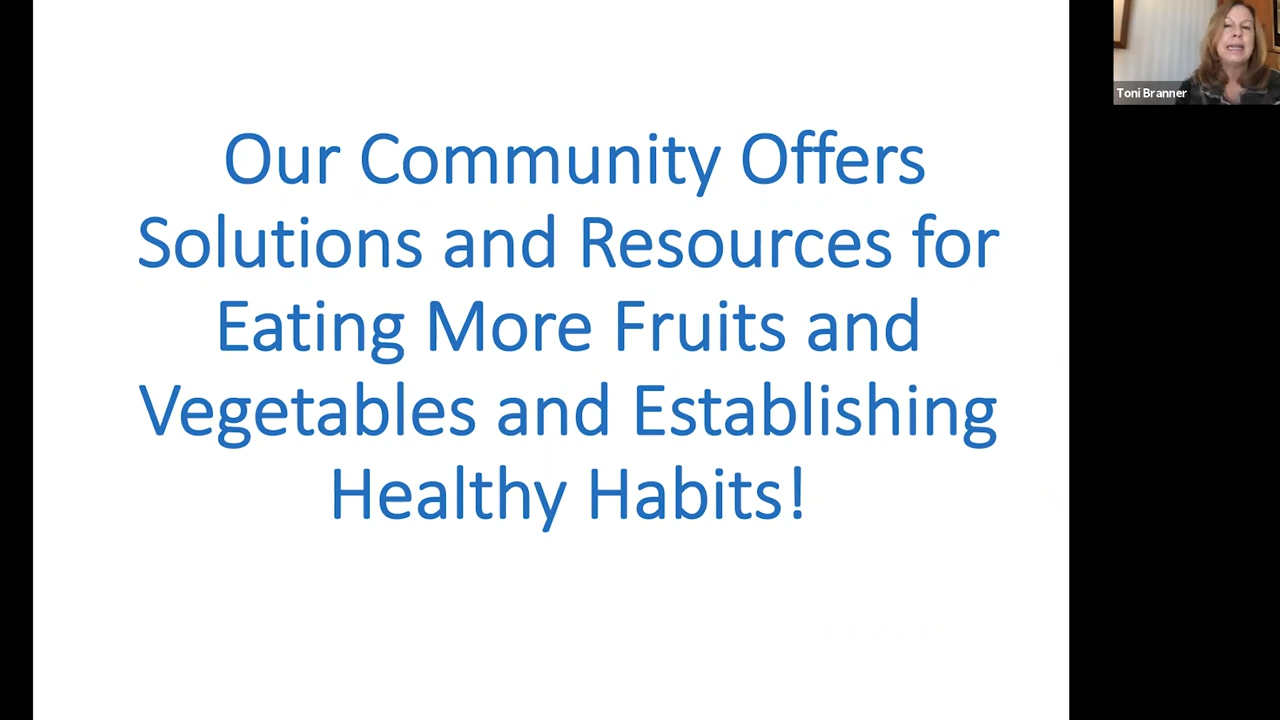 Our Community Offers
Solutions and Resources for
Eating More Fruits and
Vegetables and Establishing
Healthy Habits!
Toni Branner